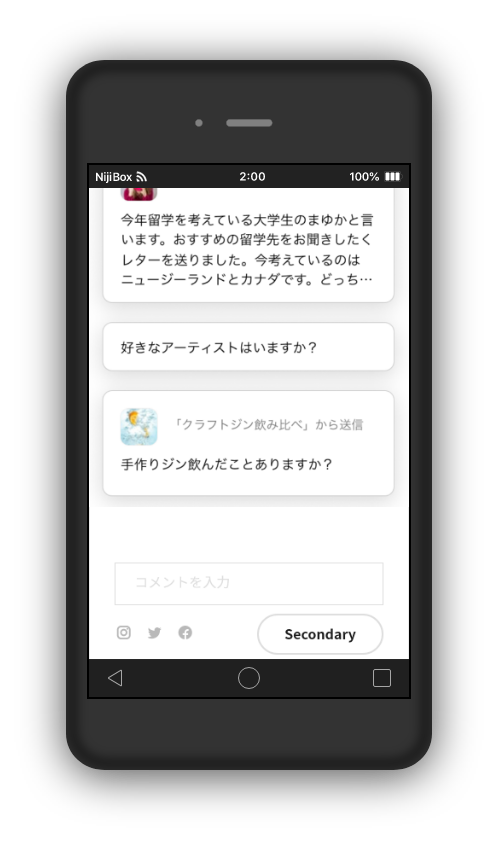 NijiBox 2:00 100%
今年留学を考えている大学生のまゆかと言
います。おすすめの留学先をお聞きしたく
レターを送りました。今考えているのは
ニュージーランドとカナダです。どっち…
好きなアーティストはいますか？
「クラフトジン飲み比べ」から送信
手作りジン飲んだことありますか？
コメントを入力
Secondary